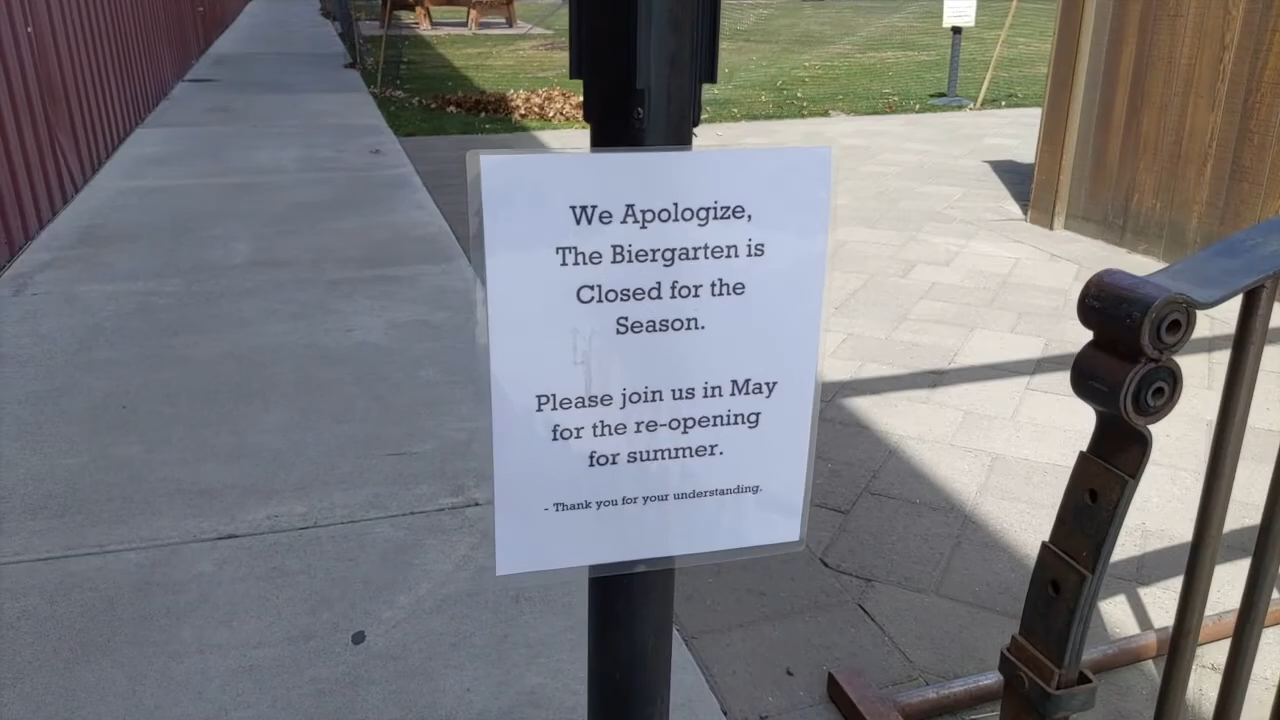 We Apologize,
The Biergarten is
Closed for the
Season.
Please join us in May
for the re-opening
for summer.
- Thank you for your understanding.